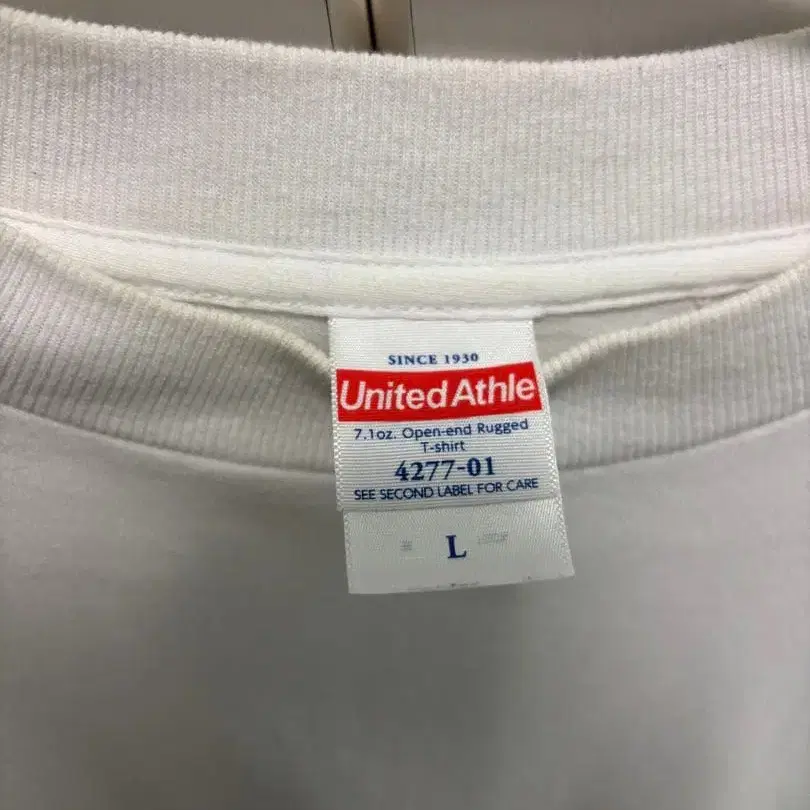 SINCE 1930
United Athle
7.1oz. Open-end Rugged
T-shirt
4277-01
SEE SECOND LABEL FOR CARE
L